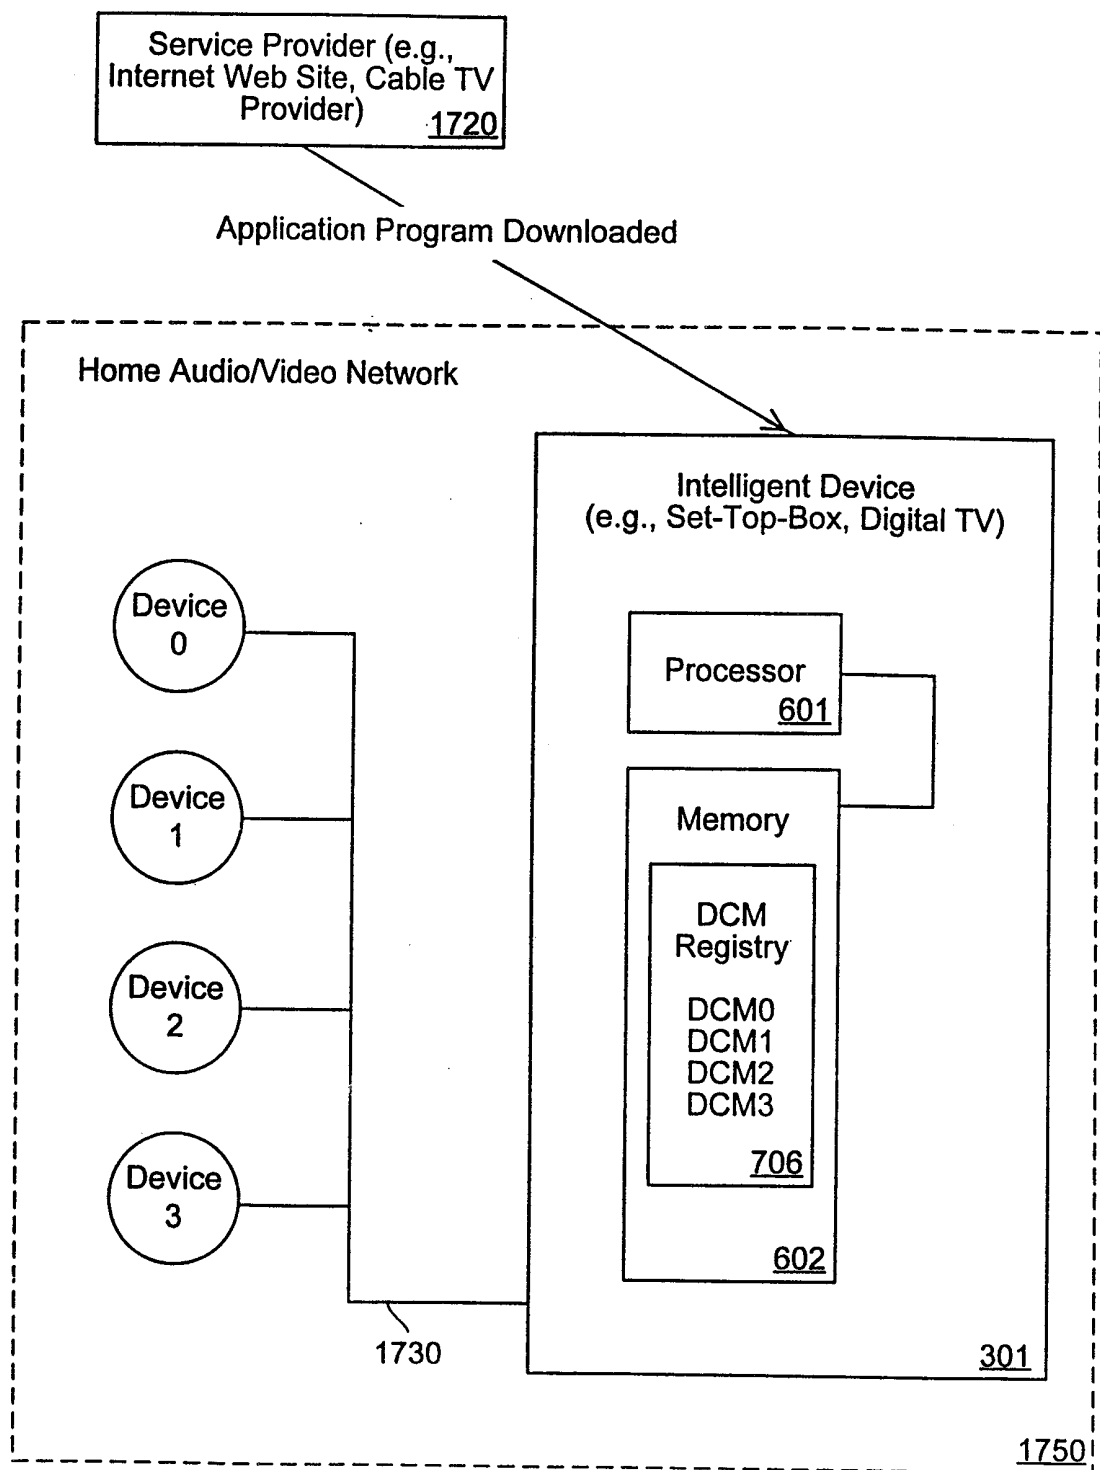 Service Provider (e.g.,
Internet Web Site, Cable TV
Provider)
1720
Application Program Downloaded
Home Audio/Video Network
Intelligent Device
(e.g., Set-Top-Box, Digital TV)
Device
0
Device
1
Device
2
Device
3
Processor
601
Memory
DCM
Registry
DCM0
DCM1
DCM2
DCM3
706
602
1730
301
1750